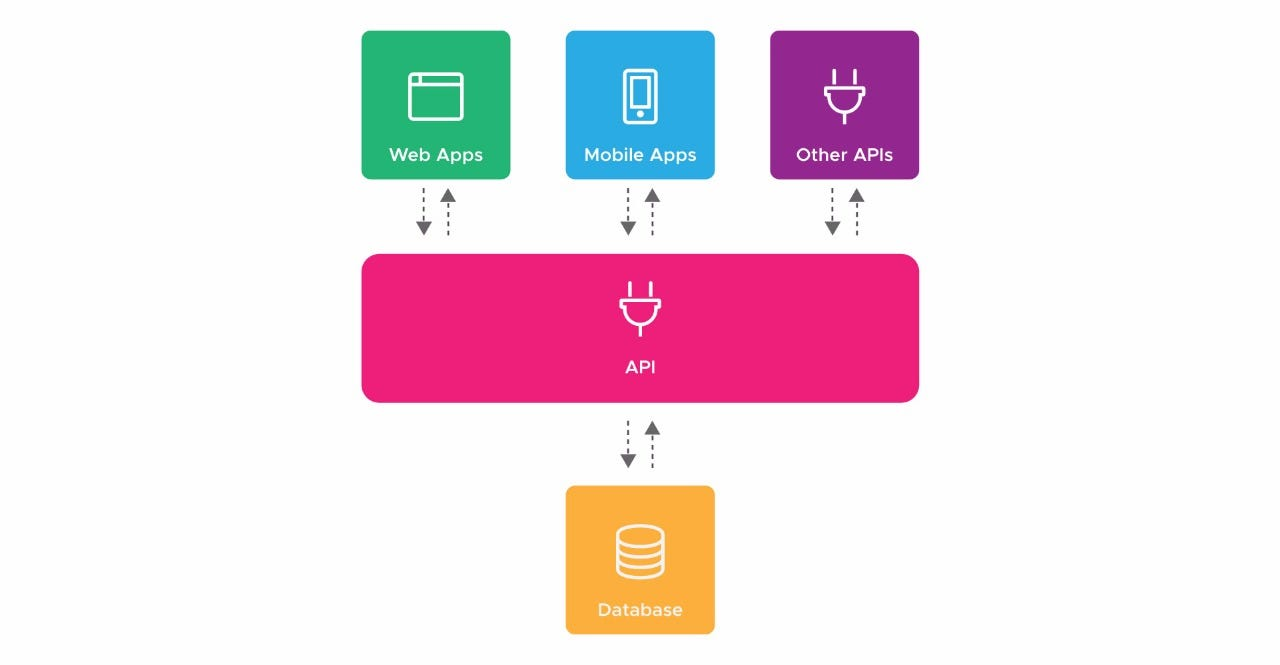 Web Apps
Mobile Apps
Other APIs
API
Database